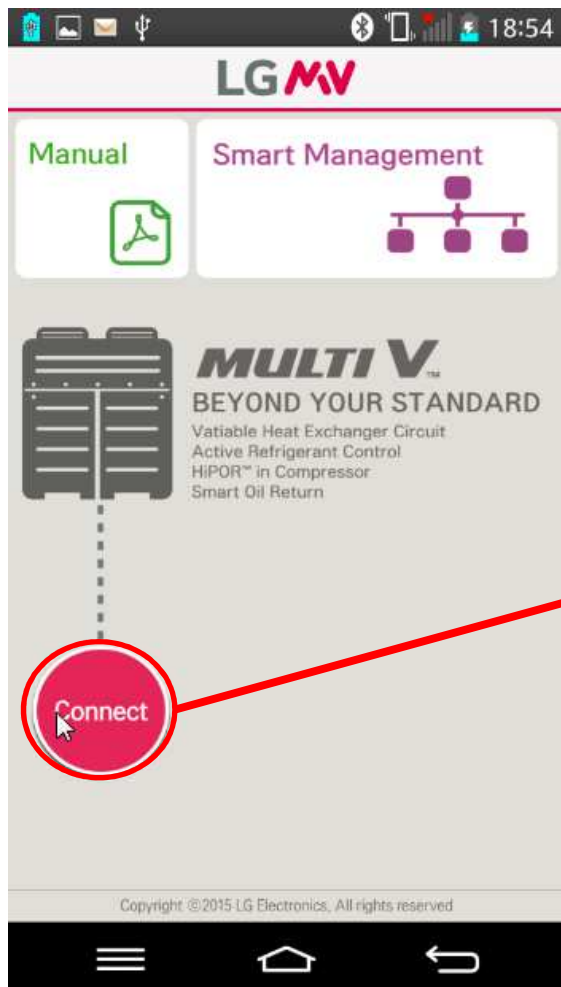 18:54
LG MV
Manual
Smart Management
MULTI V™
BEYOND YOUR STANDARD
Vatiable Heat Exchanger Circuit
Active Refrigerant Control
HiPOR™ in Compressor
Smart Oil Return
Connect
Copyright ©2015 LG Electronics, All rights reserved